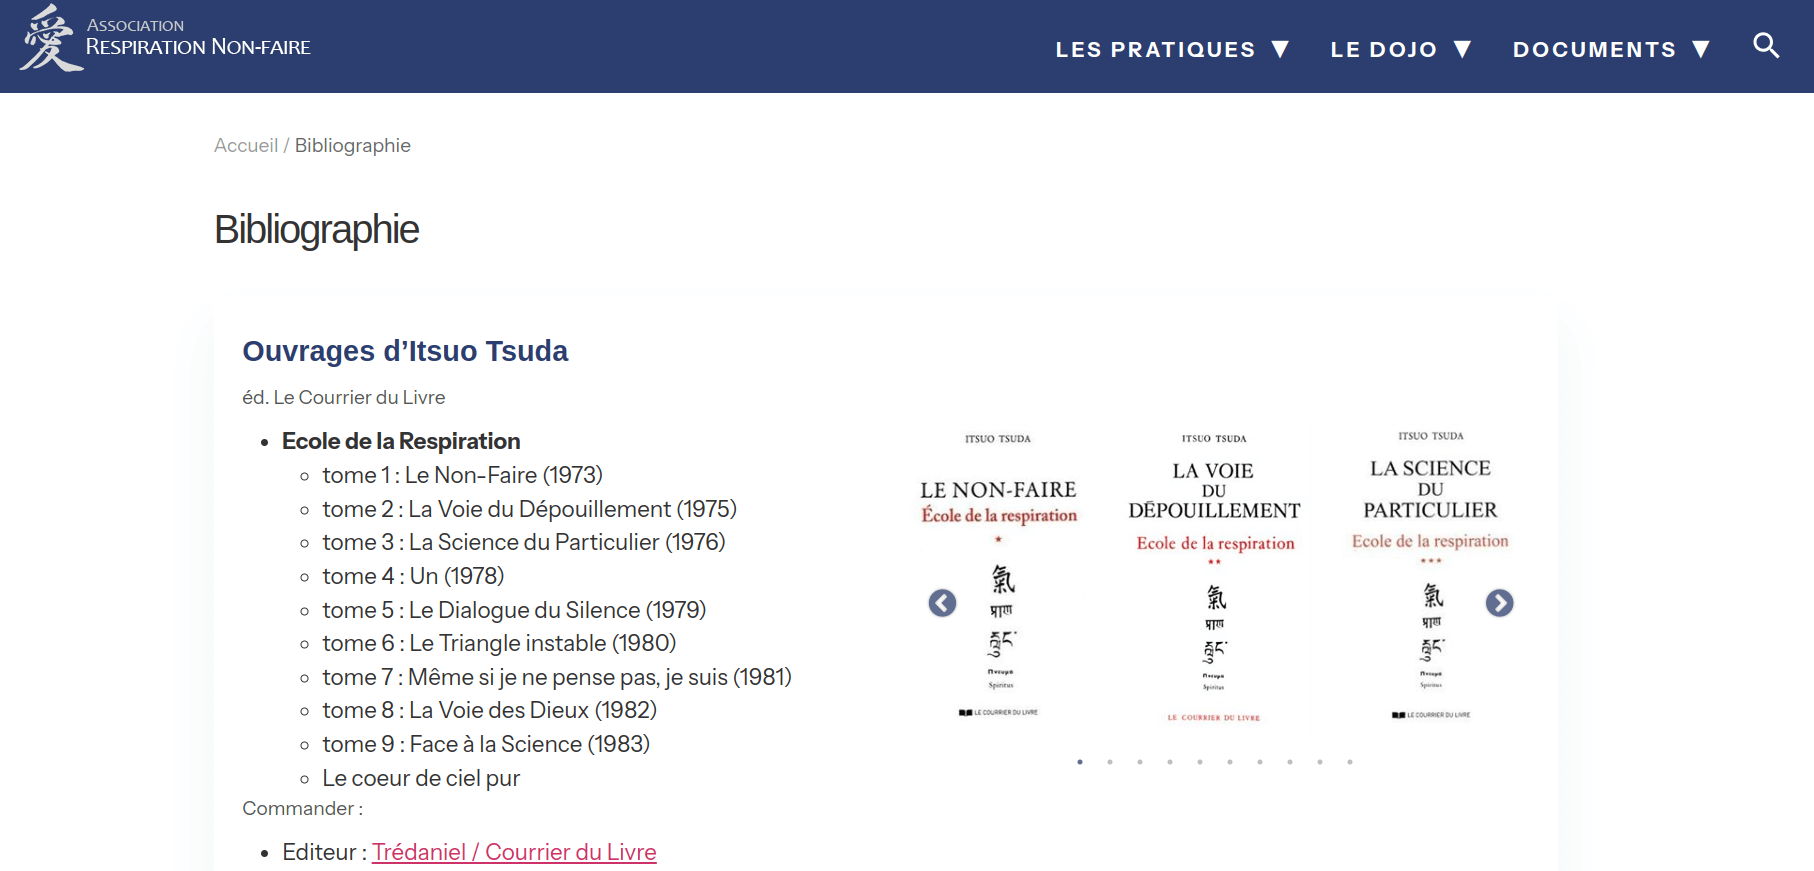 愛
ASSOCIATION
RESPIRATION NON-FAIRE
LES PRATIQUES ▼
LE DOJO ▼
DOCUMENTS ▼
Accueil / Bibliographie
Bibliographie
Ouvrages d’Itsuo Tsuda
éd. Le Courrier du Livre
Ecole de la Respiration
tome 1 : Le Non-Faire (1973)
tome 2 : La Voie du Dépouillement (1975)
tome 3 : La Science du Particulier (1976)
tome 4 : Un (1978)
tome 5 : Le Dialogue du Silence (1979)
tome 6 : Le Triangle instable (1980)
tome 7 : Même si je ne pense pas, je suis (1981)
tome 8 : La Voie des Dieux (1982)
tome 9 : Face à la Science (1983)
Le coeur de ciel pur
Commander :
Editeur : Trédaniel / Courrier du Livre
ITSUO TSUDA
LE NON-FAIRE
École de la respiration
★
氣
प्राण
Πνευμα
Spiritus
LE COURRIER DU LIVRE
ITSUO TSUDA
LA VOIE
DU
DÉPOUILLEMENT
Ecole de la respiration
★★
氣
प्राण
Πνευμα
Spiritus
LE COURRIER DU LIVRE
ITSUO TSUDA
LA SCIENCE
DU
PARTICULIER
Ecole de la respiration
★★★
氣
प्राण
Πνευμα
Spiritus
LE COURRIER DU LIVRE